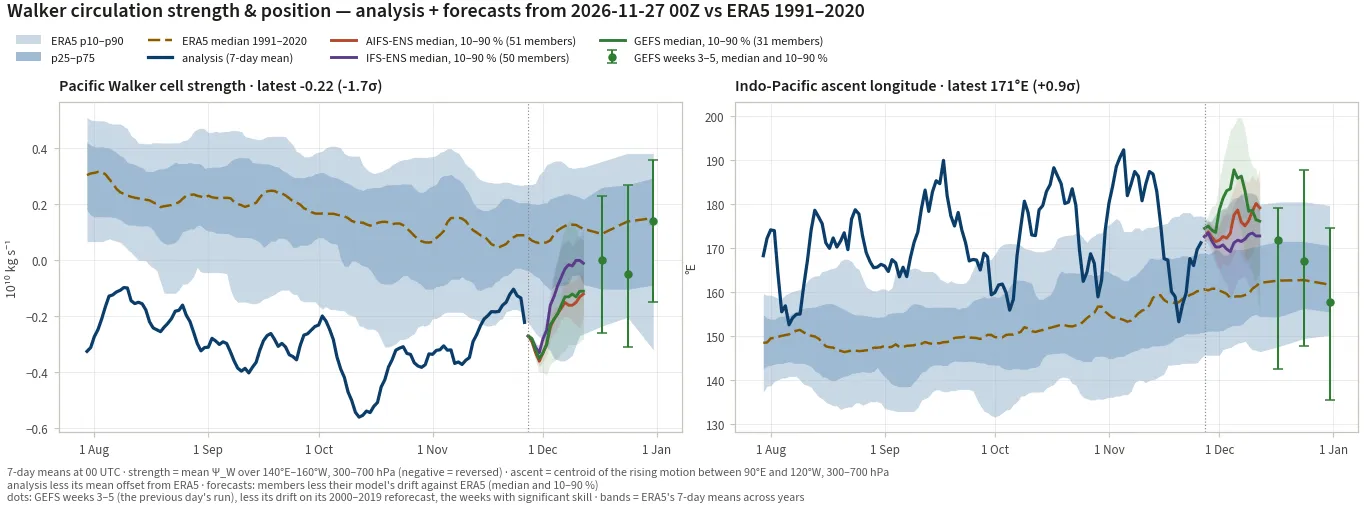 Walker circulation strength & position — analysis + forecasts from 2026-11-27 00Z vs ERA5 1991–2020
ERA5 p10–p90
p25–p75
ERA5 median 1991–2020
analysis (7-day mean)
AIFS-ENS median, 10–90 % (51 members)
IFS-ENS median, 10–90 % (50 members)
GEFS median, 10–90 % (31 members)
GEFS weeks 3–5, median and 10–90 %
Pacific Walker cell strength · latest -0.22 (-1.7σ)
10¹⁰ kg s⁻¹
0.4
0.2
0.0
−0.2
−0.4
−0.6
1 Aug
1 Sep
1 Oct
1 Nov
1 Dec
1 Jan
Indo-Pacific ascent longitude · latest 171°E (+0.9σ)
°E
200
190
180
170
160
150
140
130
1 Aug
1 Sep
1 Oct
1 Nov
1 Dec
1 Jan
7-day means at 00 UTC · strength = mean Ψ_W over 140°E–160°W, 300–700 hPa (negative = reversed) · ascent = centroid of the rising motion between 90°E and 120°W, 300–700 hPa
analysis less its mean offset from ERA5 · forecasts: members less their model's drift against ERA5 (median and 10–90 %)
dots: GEFS weeks 3–5 (the previous day's run), less its drift on its 2000–2019 reforecast, the weeks with significant skill · bands = ERA5's 7-day means across years